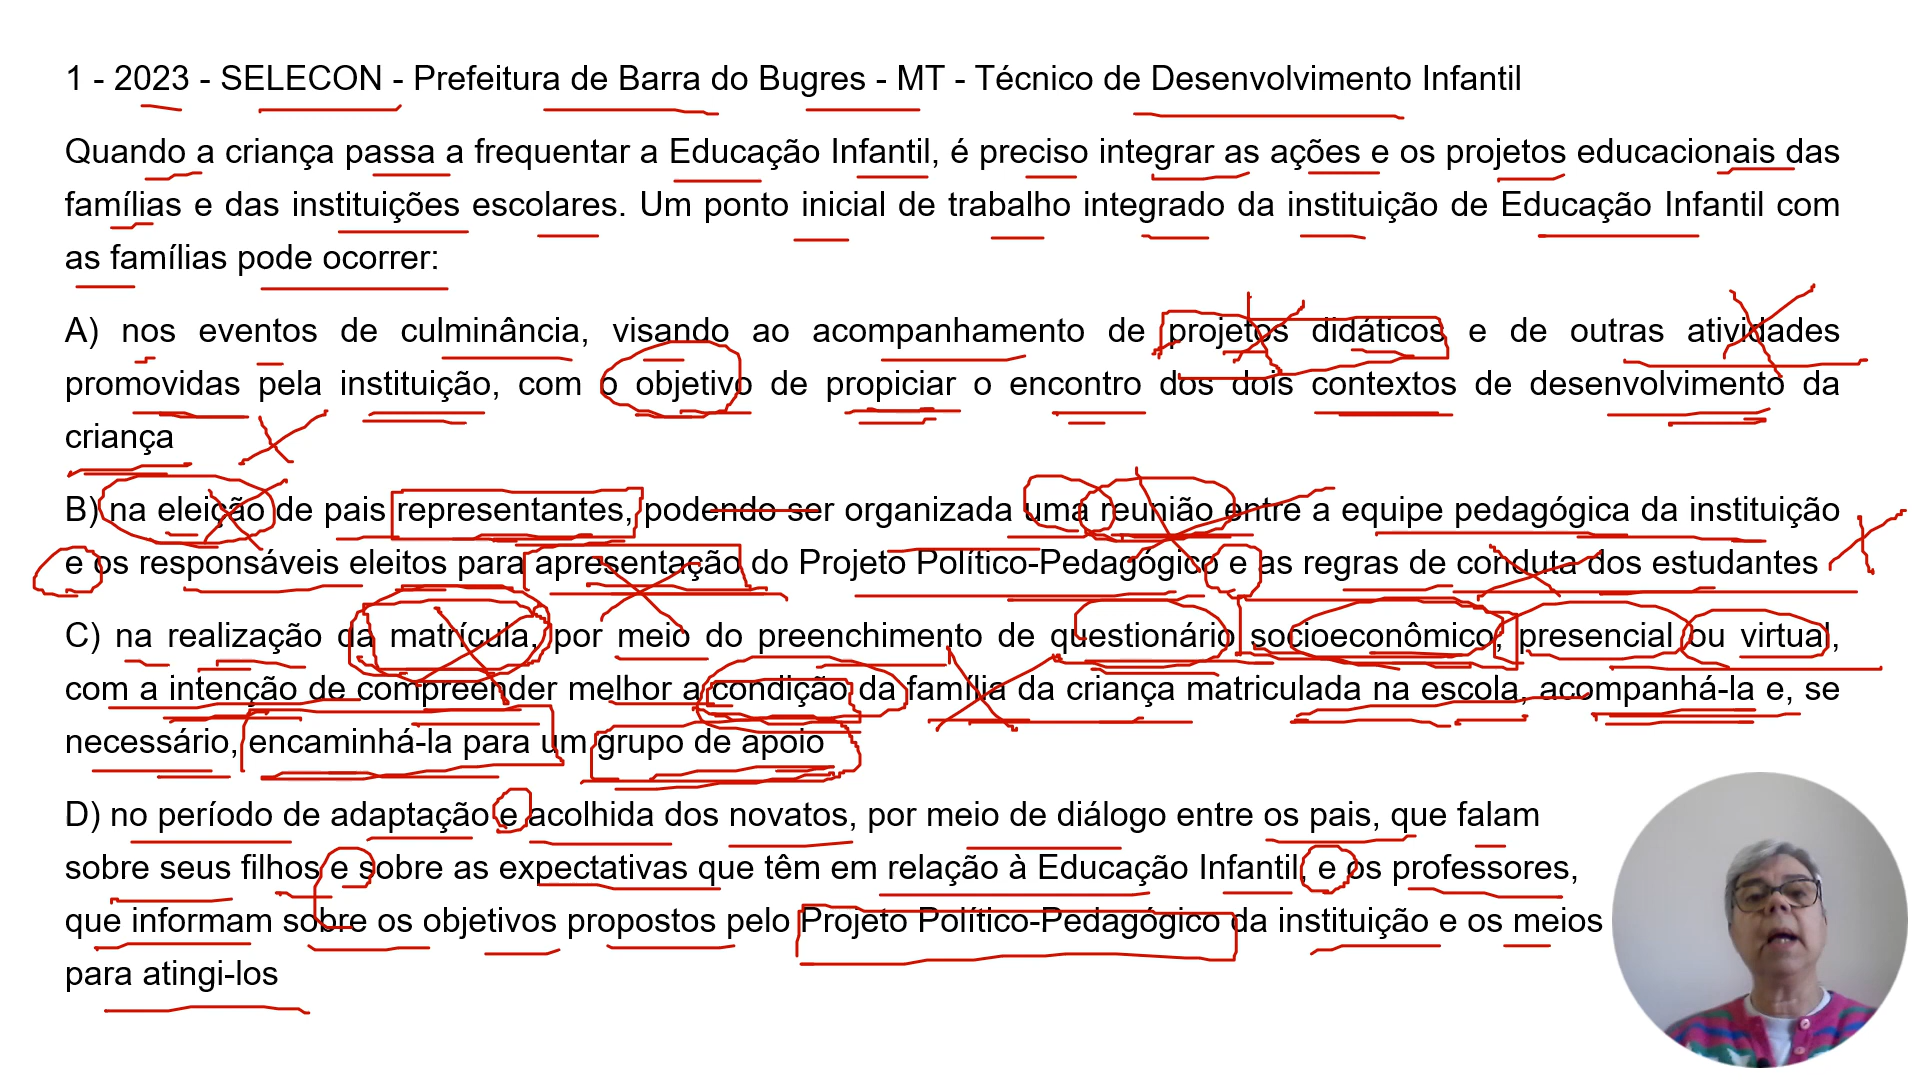 1 - 2023 - SELECON - Prefeitura de Barra do Bugres - MT - Técnico de Desenvolvimento Infantil
Quando a criança passa a frequentar a Educação Infantil, é preciso integrar as ações e os projetos educacionais das
famílias e das instituições escolares. Um ponto inicial de trabalho integrado da instituição de Educação Infantil com
as famílias pode ocorrer:
A) nos eventos de culminância, visando ao acompanhamento de projetos didáticos e de outras atividades
promovidas pela instituição, com o objetivo de propiciar o encontro dos dois contextos de desenvolvimento da
criança
B) na eleição de pais representantes, podendo ser organizada uma reunião entre a equipe pedagógica da instituição
e os responsáveis eleitos para apresentação do Projeto Político-Pedagógico e as regras de conduta dos estudantes
C) na realização da matrícula, por meio do preenchimento de questionário socioeconômico, presencial ou virtual,
com a intenção de compreender melhor a condição da família da criança matriculada na escola, acompanhá-la e, se
necessário, encaminhá-la para um grupo de apoio
D) no período de adaptação e acolhida dos novatos, por meio de diálogo entre os pais, que falam
sobre seus filhos e sobre as expectativas que têm em relação à Educação Infantil, e os professores,
que informam sobre os objetivos propostos pelo Projeto Político-Pedagógico da instituição e os meios
para atingi-los